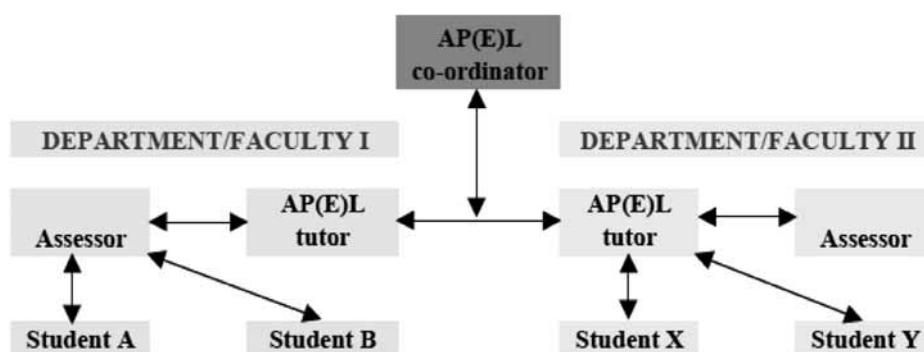 AP(E)L
co-ordinator
DEPARTMENT/FACULTY I
DEPARTMENT/FACULTY II
Assessor
AP(E)L
tutor
AP(E)L
tutor
Assessor
Student A
Student B
Student X
Student Y